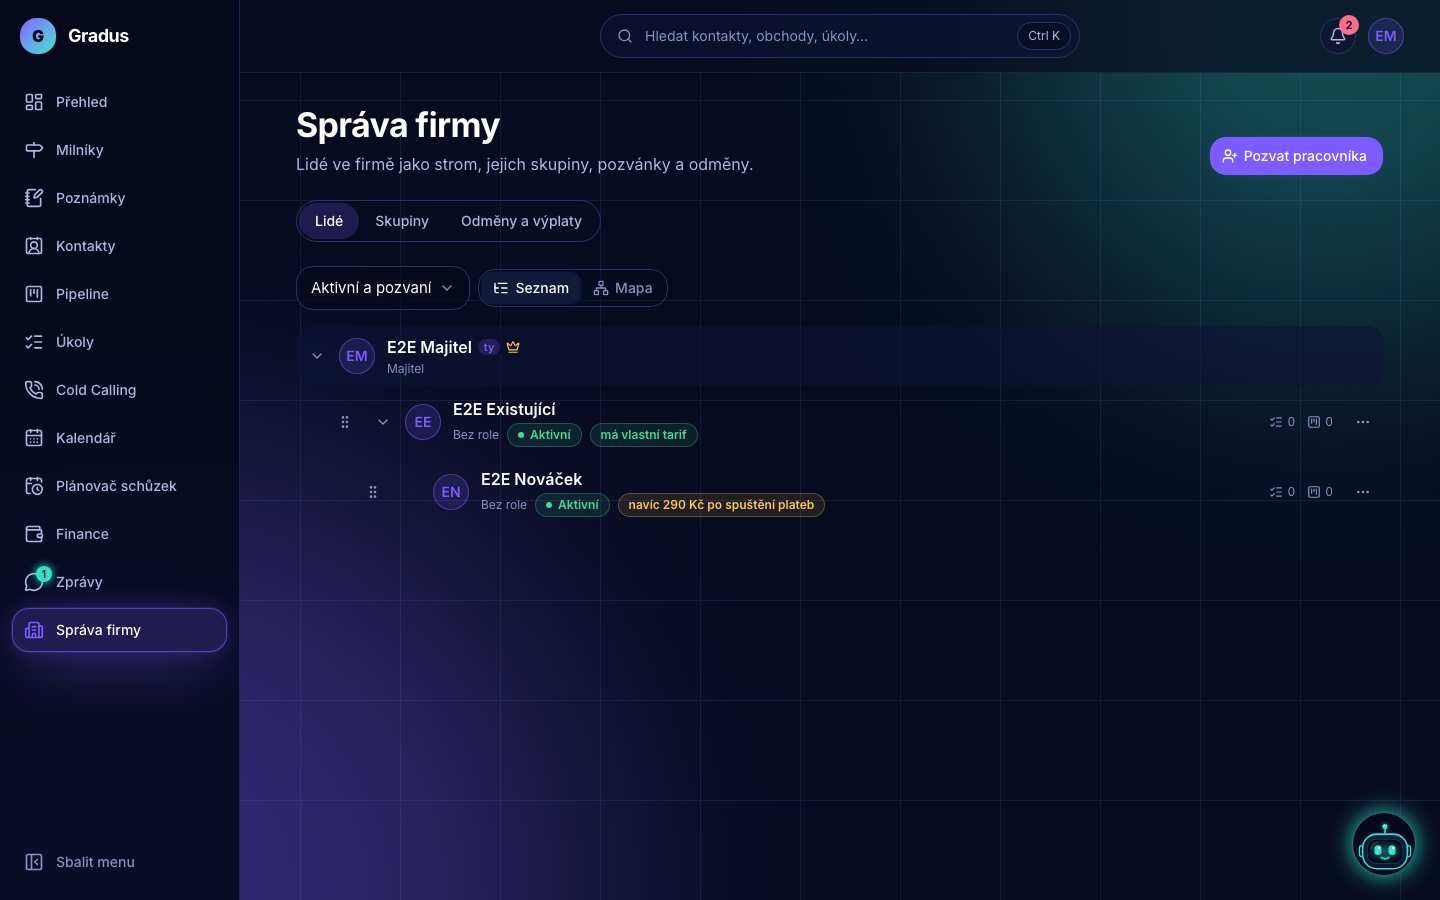 G Gradus
Hledat kontakty, obchody, úkoly... Ctrl K
2
EM
Přehled
Milníky
Poznámky
Kontakty
Pipeline
Úkoly
Cold Calling
Kalendář
Plánovač schůzek
Finance
1 Zprávy
Správa firmy
Sbalit menu
Správa firmy
Lidé ve firmě jako strom, jejich skupiny, pozvánky a odměny.
Pozvat pracovníka
Lidé Skupiny Odměny a výplaty
Aktivní a pozvaní Seznam Mapa
EM E2E Majitel ty
Majitel
EE E2E Existující
Bez role Aktivní má vlastní tarif 0 0
EN E2E Nováček
Bez role Aktivní navíc 290 Kč po spuštění plateb 0 0